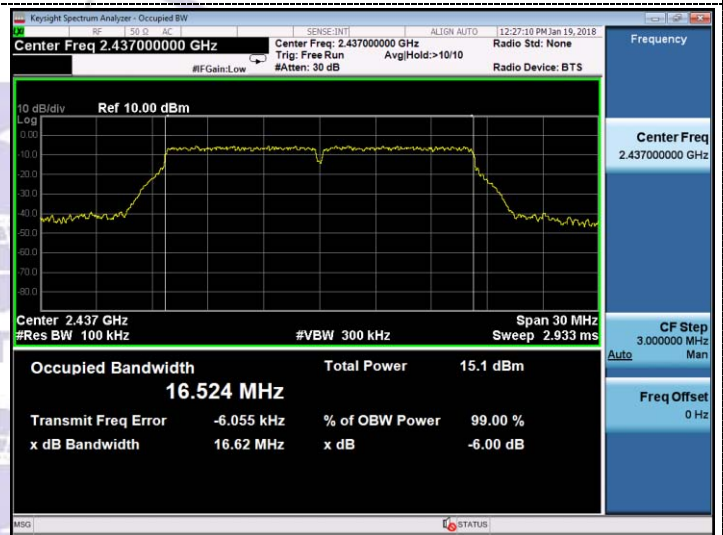 Keysight Spectrum Analyzer - Occupied BW
RF 50 Ω AC SENSE:INT ALIGN AUTO 12:27:10 PM Jan 19, 2018
Center Freq 2.437000000 GHz Center Freq: 2.437000000 GHz Radio Std: None Frequency
Trig: Free Run Avg|Hold:>10/10
#IFGain:Low #Atten: 30 dB Radio Device: BTS
10 dB/div Ref 10.00 dBm
Log
0.00
-10.0
-20.0
-30.0
-40.0
-50.0
-60.0
-70.0
-80.0
Center Freq
2.437000000 GHz
Center 2.437 GHz Span 30 MHz
#Res BW 100 kHz #VBW 300 kHz Sweep 2.933 ms
CF Step
3.000000 MHz
Auto Man
Occupied Bandwidth Total Power 15.1 dBm
16.524 MHz
Freq Offset
0 Hz
Transmit Freq Error -6.055 kHz % of OBW Power 99.00 %
x dB Bandwidth 16.62 MHz x dB -6.00 dB
MSG STATUS